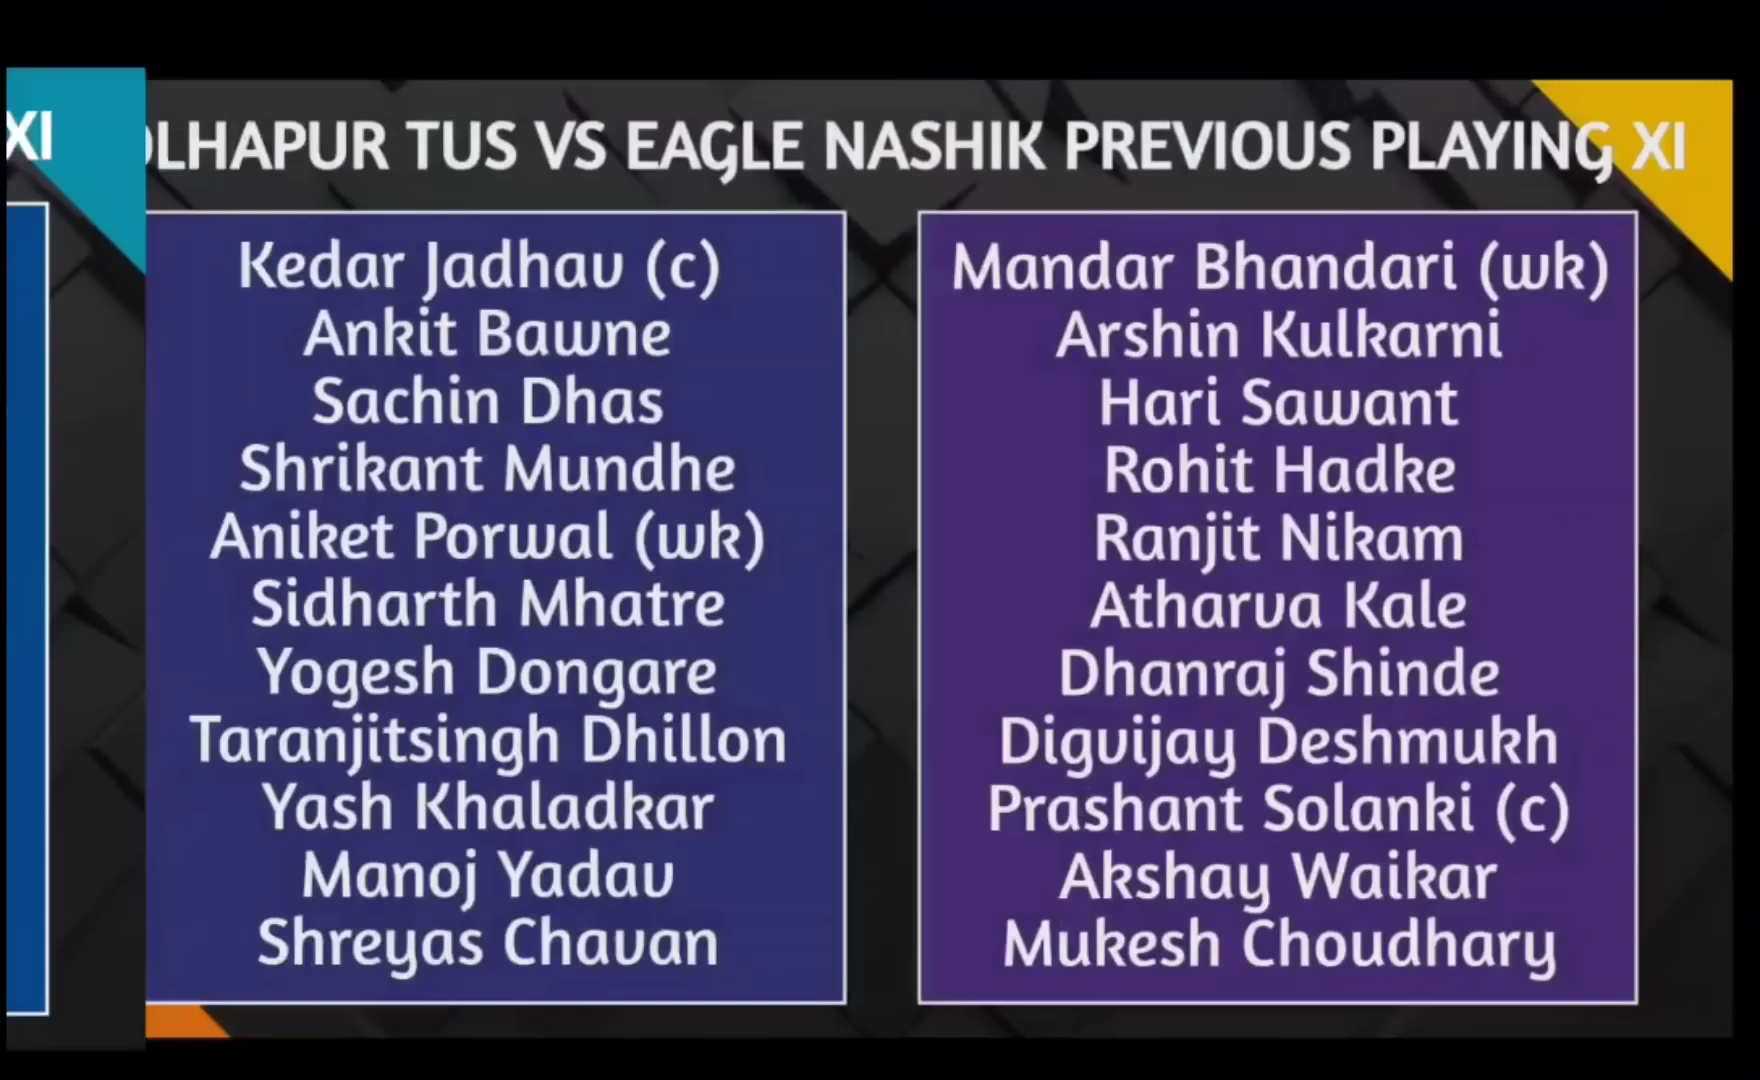 XI
OLHAPUR TUS VS EAGLE NASHIK PREVIOUS PLAYING XI
Kedar Jadhav (c)
Ankit Bawne
Sachin Dhas
Shrikant Mundhe
Aniket Porwal (wk)
Sidharth Mhatre
Yogesh Dongare
Taranjitsingh Dhillon
Yash Khaladkar
Manoj Yadav
Shreyas Chavan
Mandar Bhandari (wk)
Arshin Kulkarni
Hari Sawant
Rohit Hadke
Ranjit Nikam
Atharva Kale
Dhanraj Shinde
Digvijay Deshmukh
Prashant Solanki (c)
Akshay Waikar
Mukesh Choudhary